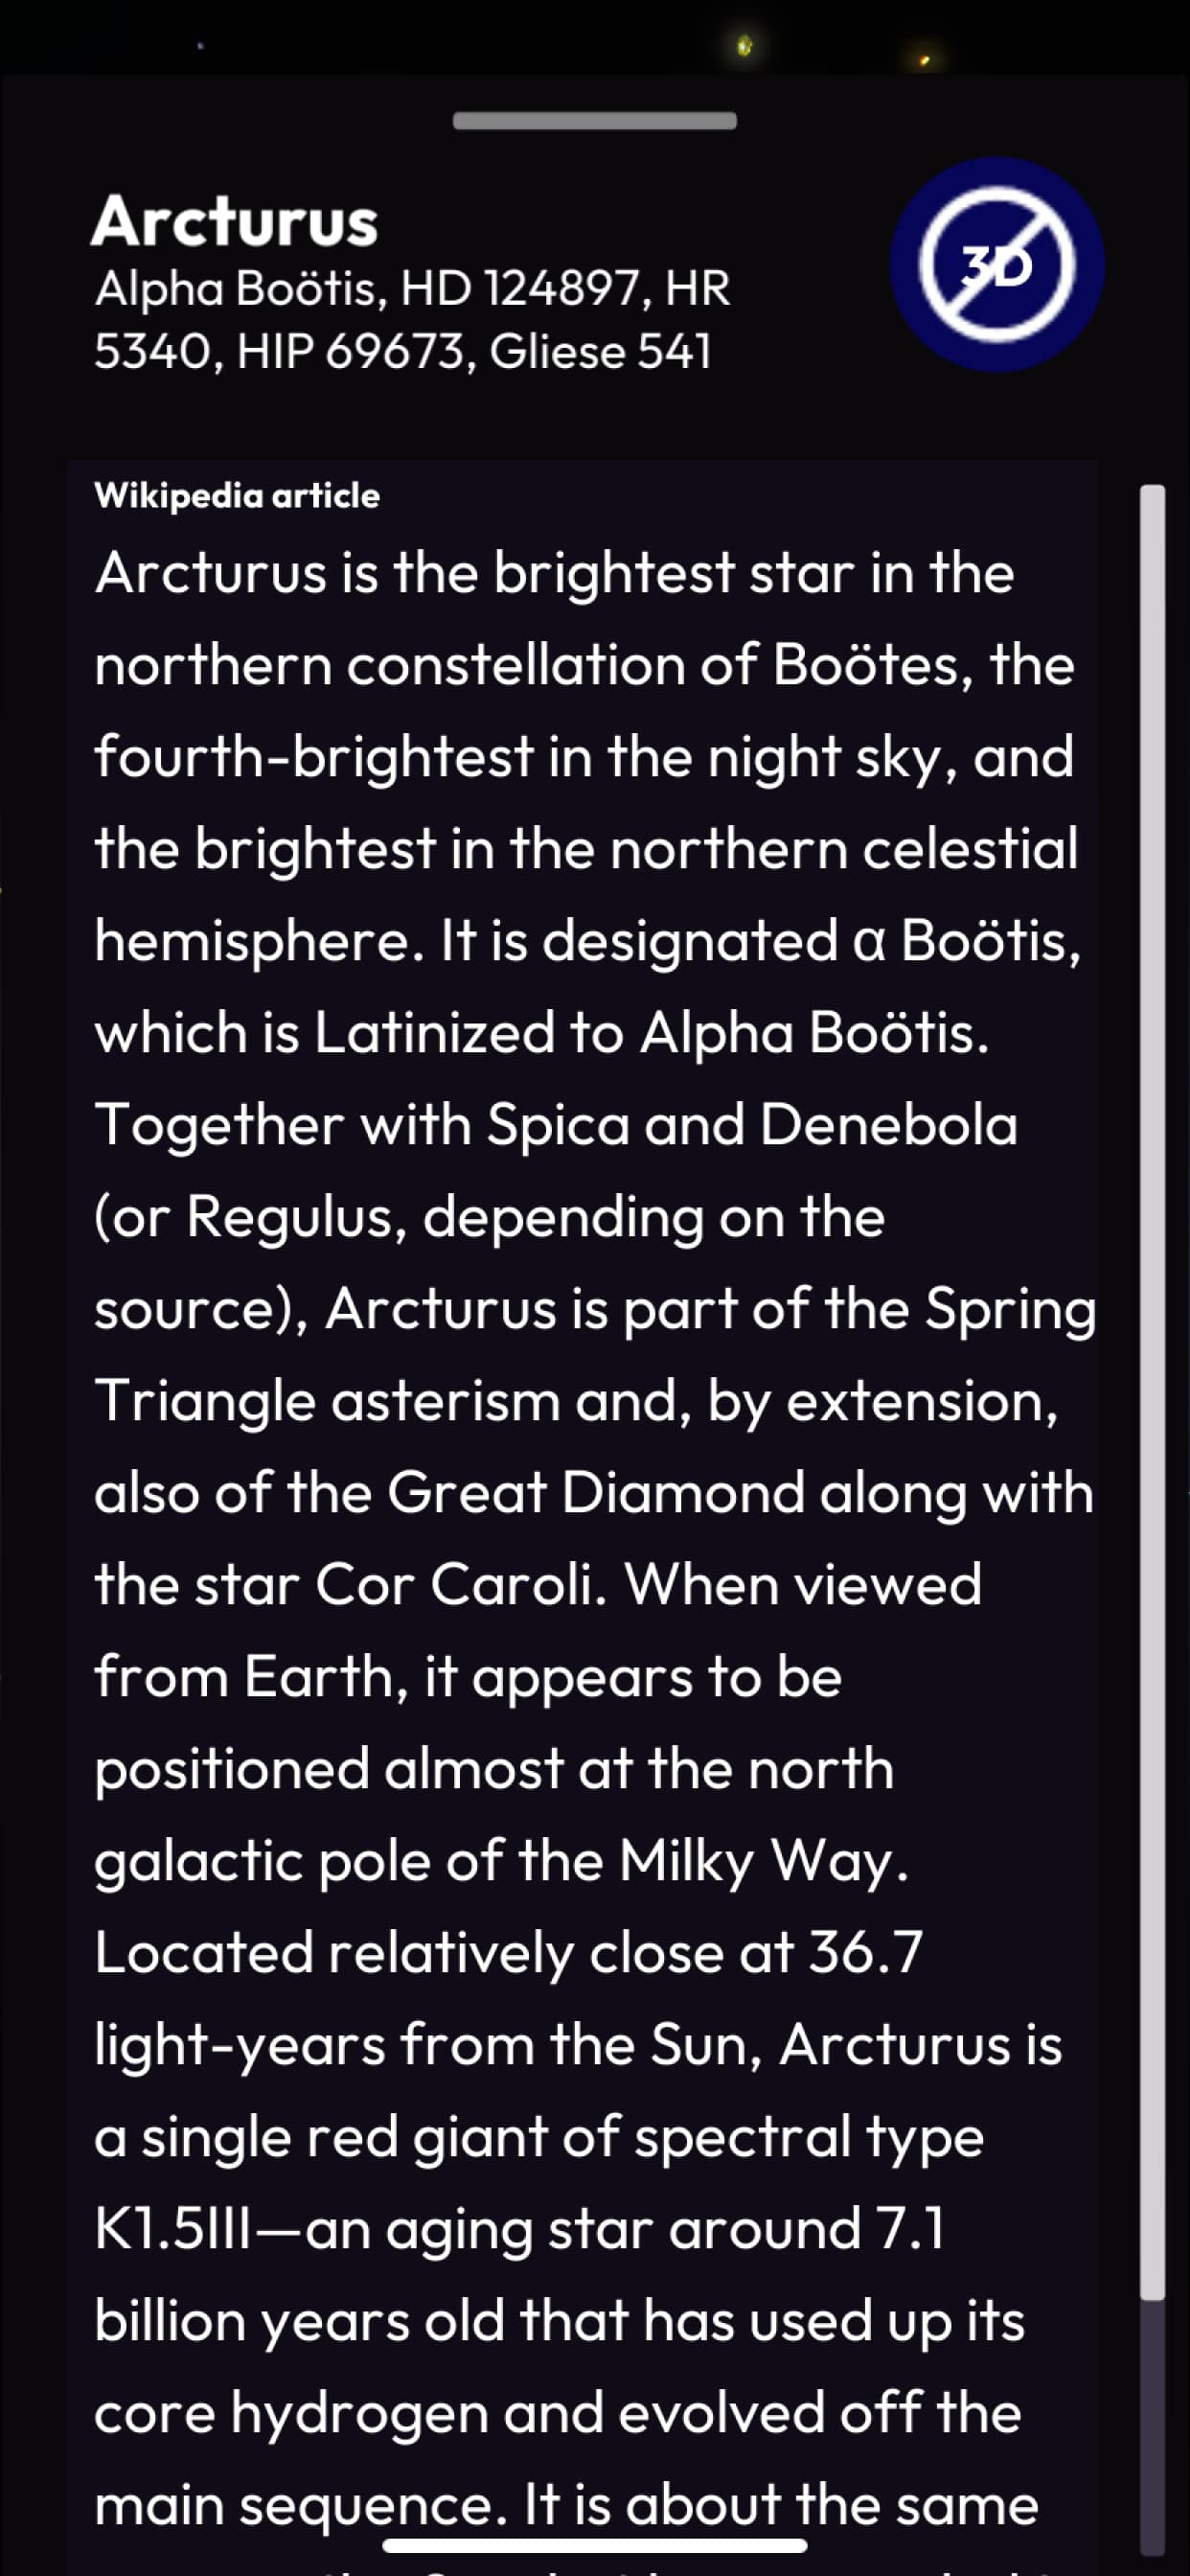 Arcturus
3D
Alpha Boötis, HD 124897, HR
5340, HIP 69673, Gliese 541
Wikipedia article
Arcturus is the brightest star in the
northern constellation of Boötes, the
fourth-brightest in the night sky, and
the brightest in the northern celestial
hemisphere. It is designated α Boötis,
which is Latinized to Alpha Boötis.
Together with Spica and Denebola
(or Regulus, depending on the
source), Arcturus is part of the Spring
Triangle asterism and, by extension,
also of the Great Diamond along with
the star Cor Caroli. When viewed
from Earth, it appears to be
positioned almost at the north
galactic pole of the Milky Way.
Located relatively close at 36.7
light-years from the Sun, Arcturus is
a single red giant of spectral type
K1.5III—an aging star around 7.1
billion years old that has used up its
core hydrogen and evolved off the
main sequence. It is about the same